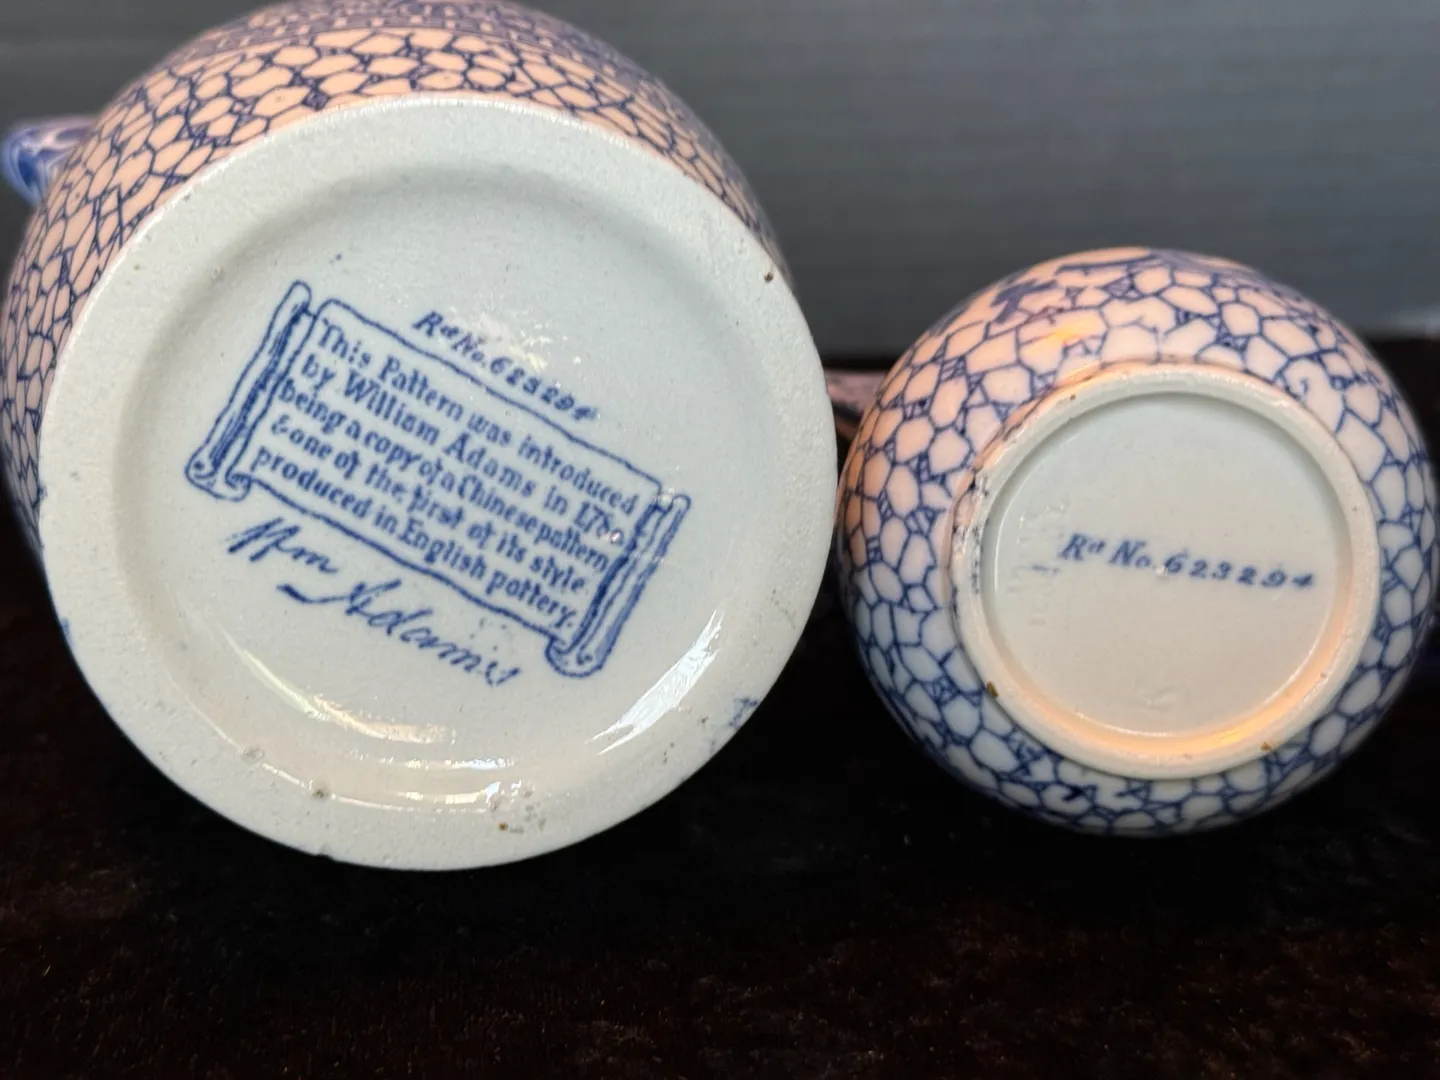 Rd No. 623294
This Pattern was introduced
by William Adams in 1780
being a copy of a Chinese pattern
& one of the first of its style
produced in English pottery.
Wm Adams
Rd No. 623294